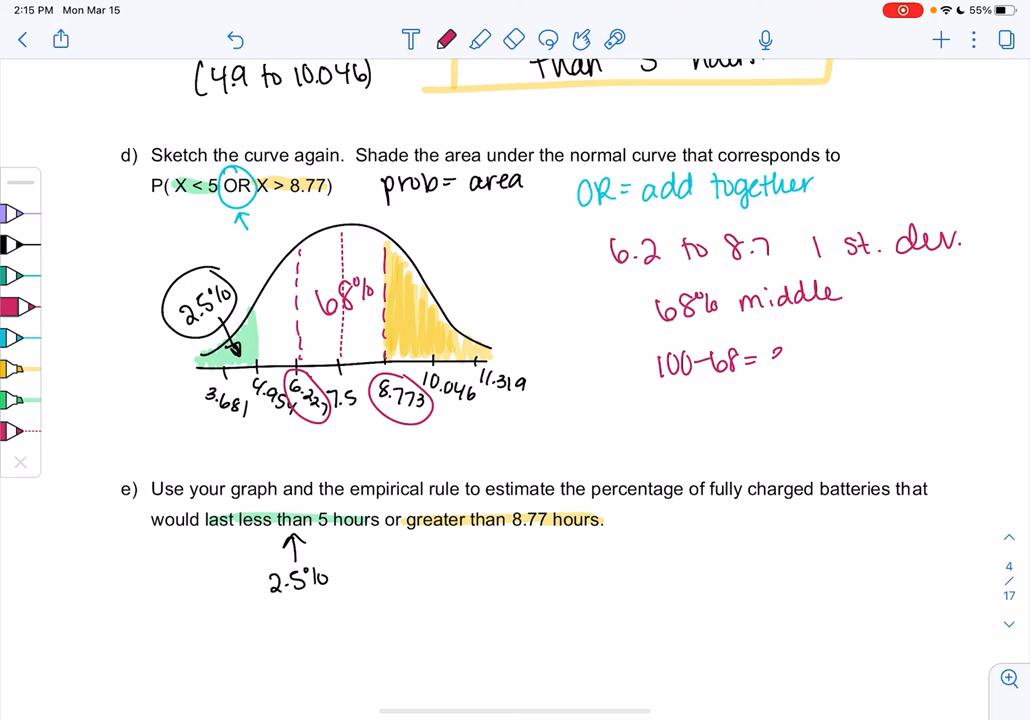 2:15 PM Mon Mar 15
55%
T
(4.9 to 10.046)
than 5 hours.
d) Sketch the curve again. Shade the area under the normal curve that corresponds to
P( X < 5 OR X > 8.77)
prob = area
OR = add together
6.2 to 8.7 1 st. dev.
68% middle
100-68=
2.5%
68%
3.681 4.954 6.227 7.5 8.773 10.046 11.319
e) Use your graph and the empirical rule to estimate the percentage of fully charged batteries that
would last less than 5 hours or greater than 8.77 hours.
2.5%
4
/
17